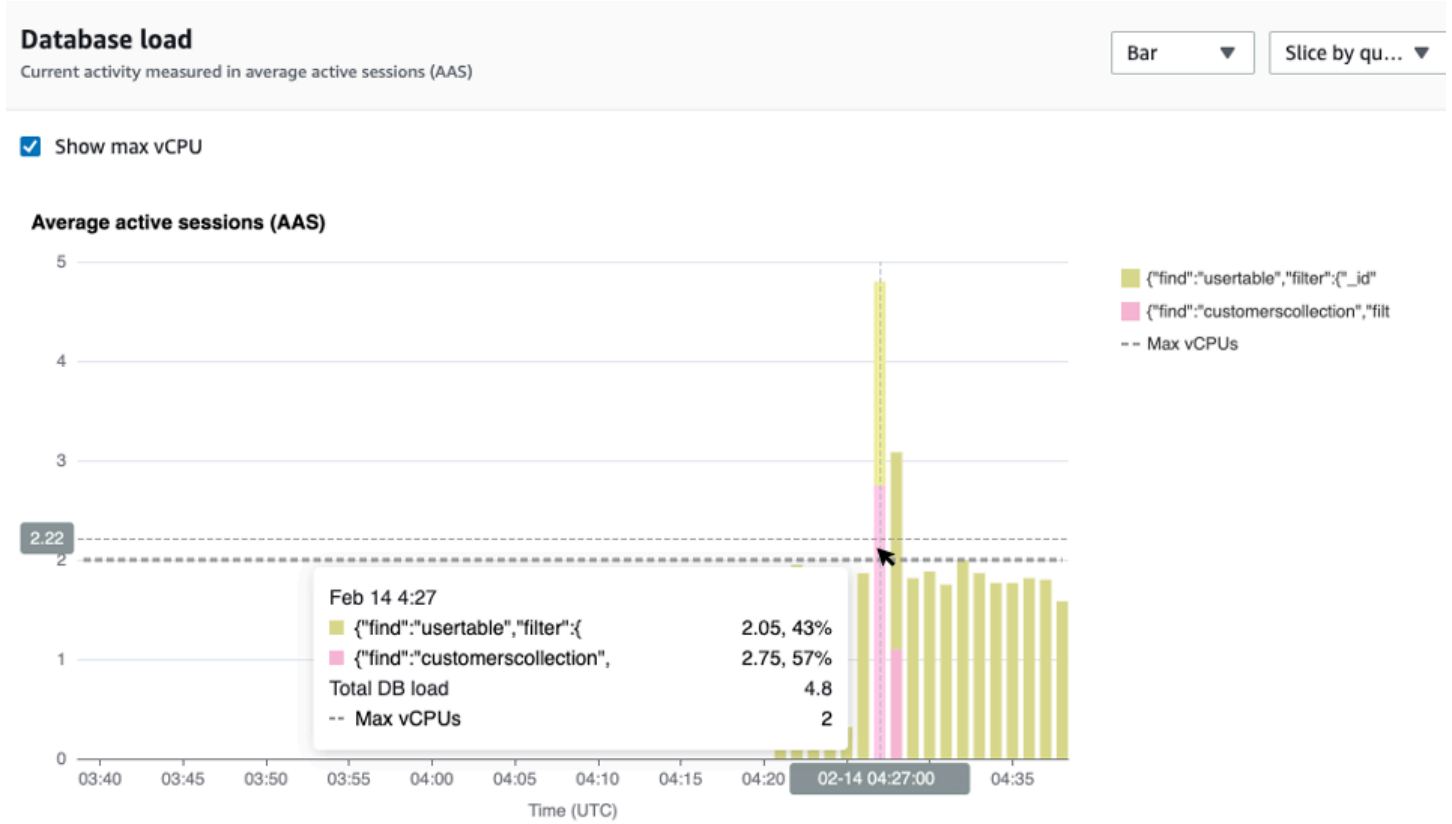 Database load
Current activity measured in average active sessions (AAS)
Bar
Slice by qu...
Show max vCPU
Average active sessions (AAS)
5
4
3
2.22
2
1
0
{"find":"usertable","filter":{"_id"
{"find":"customerscollection","filt
-- Max vCPUs
Feb 14 4:27
{"find":"usertable","filter":{ 2.05, 43%
{"find":"customerscollection", 2.75, 57%
Total DB load 4.8
-- Max vCPUs 2
03:40 03:45 03:50 03:55 04:00 04:05 04:10 04:15 04:20 02-14 04:27:00 04:35
Time (UTC)